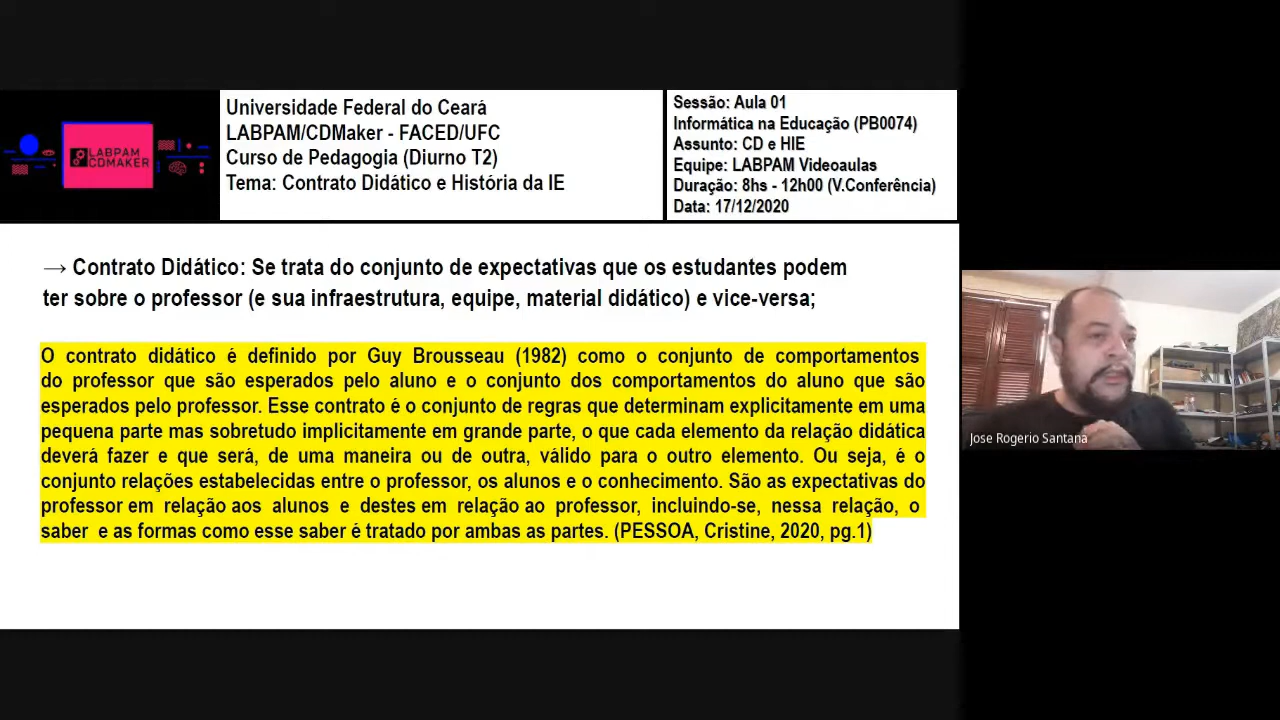 LABPAM
CDMAKER
Universidade Federal do Ceará
LABPAM/CDMaker - FACED/UFC
Curso de Pedagogia (Diurno T2)
Tema: Contrato Didático e História da IE
Sessão: Aula 01
Informática na Educação (PB0074)
Assunto: CD e HIE
Equipe: LABPAM Videoaulas
Duração: 8hs - 12h00 (V.Conferência)
Data: 17/12/2020
→ Contrato Didático: Se trata do conjunto de expectativas que os estudantes podem
ter sobre o professor (e sua infraestrutura, equipe, material didático) e vice-versa;
O contrato didático é definido por Guy Brousseau (1982) como o conjunto de comportamentos
do professor que são esperados pelo aluno e o conjunto dos comportamentos do aluno que são
esperados pelo professor. Esse contrato é o conjunto de regras que determinam explicitamente em uma
pequena parte mas sobretudo implicitamente em grande parte, o que cada elemento da relação didática
deverá fazer e que será, de uma maneira ou de outra, válido para o outro elemento. Ou seja, é o
conjunto relações estabelecidas entre o professor, os alunos e o conhecimento. São as expectativas do
professor em relação aos alunos e destes em relação ao professor, incluindo-se, nessa relação, o
saber e as formas como esse saber é tratado por ambas as partes. (PESSOA, Cristine, 2020, pg.1)
Jose Rogerio Santana